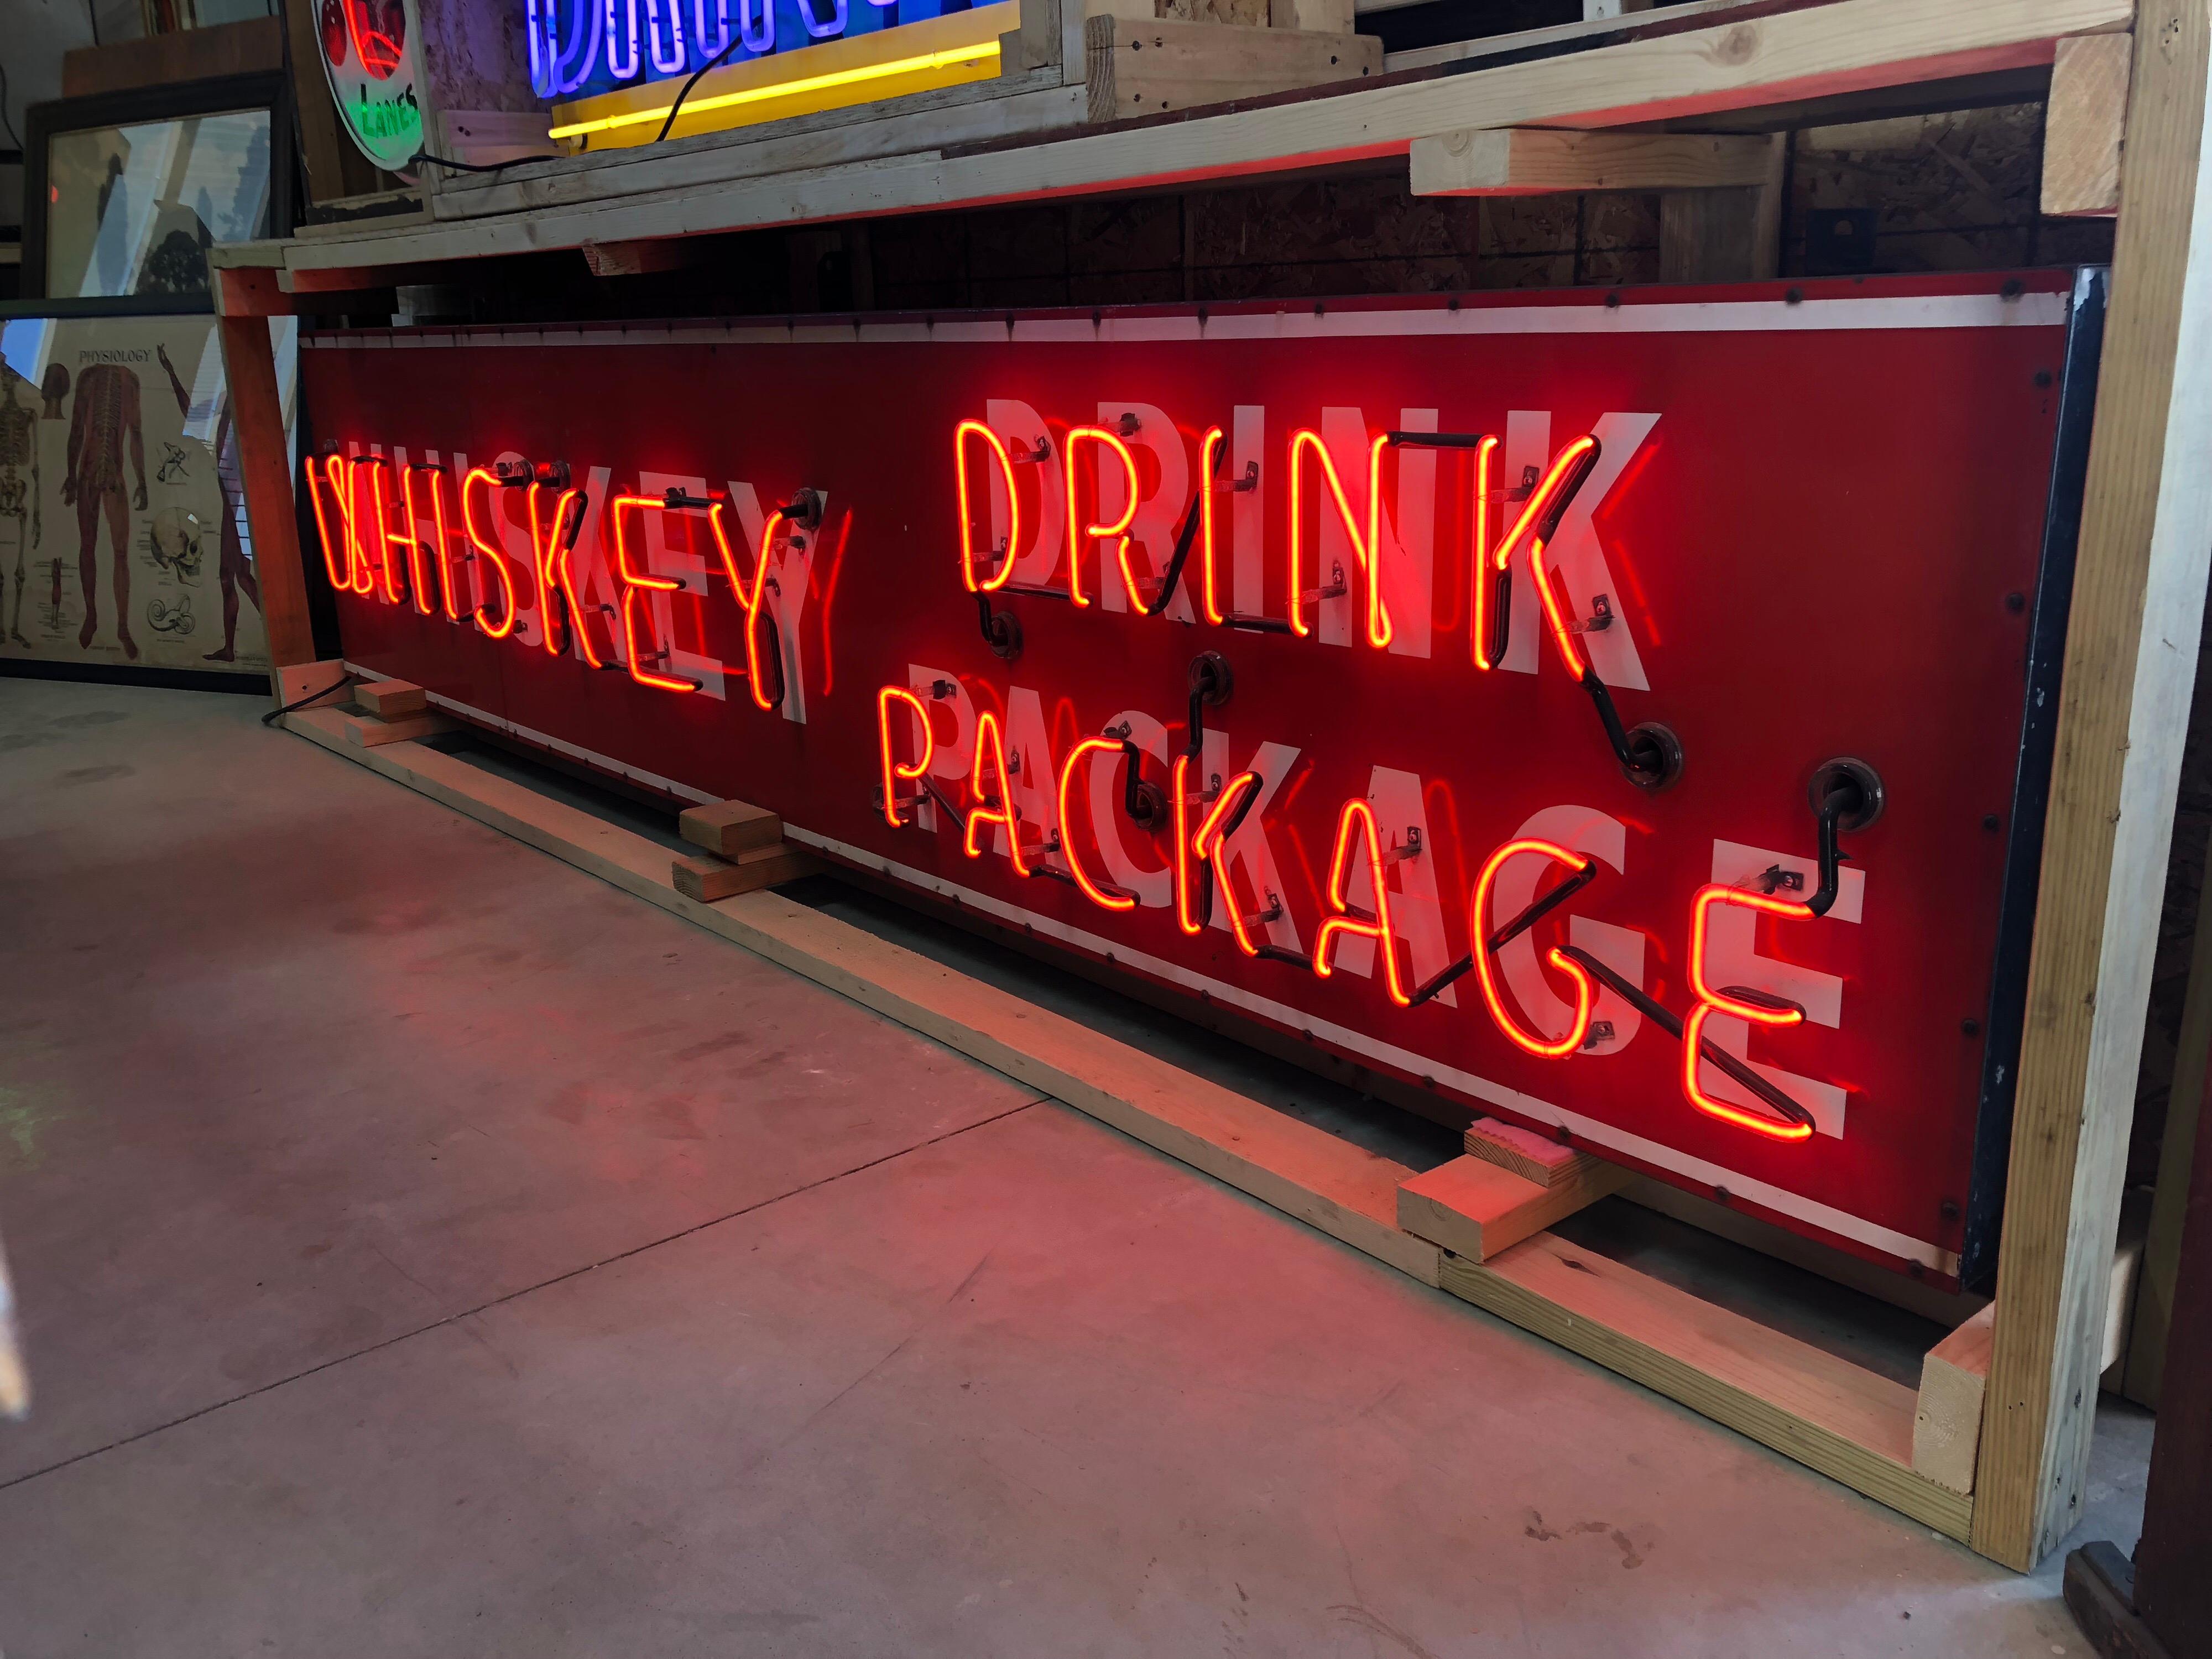 LANES
PHYSIOLOGY
WHISKEY
DRINK
PACKAGE